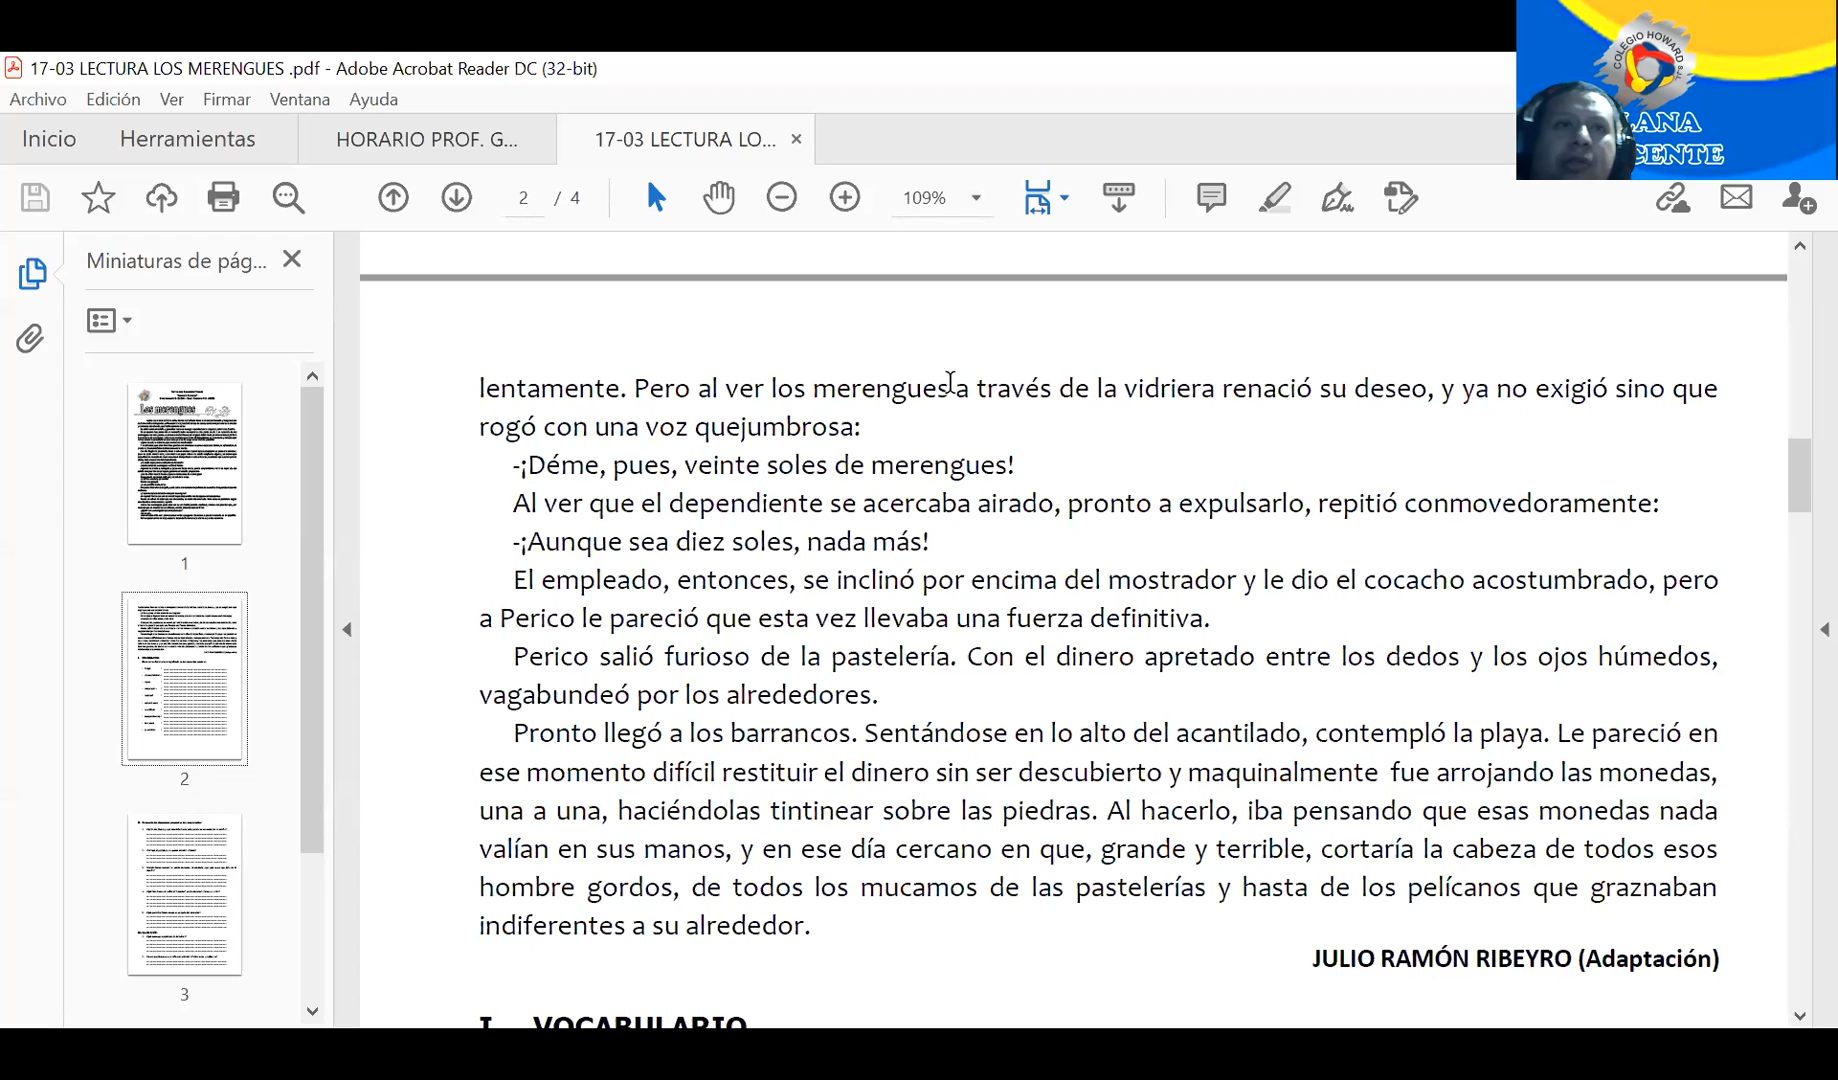 17-03 LECTURA LOS MERENGUES .pdf - Adobe Acrobat Reader DC (32-bit)
Archivo Edición Ver Firmar Ventana Ayuda
Inicio Herramientas HORARIO PROF. G... 17-03 LECTURA LO... ×
2 / 4 109%
COLEGIO HOWARD S.J.L
LANA
CENTE
Miniaturas de pág...
1
2
3
lentamente. Pero al ver los merengues a través de la vidriera renació su deseo, y ya no exigió sino que
rogó con una voz quejumbrosa:
-¡Déme, pues, veinte soles de merengues!
Al ver que el dependiente se acercaba airado, pronto a expulsarlo, repitió conmovedoramente:
-¡Aunque sea diez soles, nada más!
El empleado, entonces, se inclinó por encima del mostrador y le dio el cocacho acostumbrado, pero
a Perico le pareció que esta vez llevaba una fuerza definitiva.
Perico salió furioso de la pastelería. Con el dinero apretado entre los dedos y los ojos húmedos,
vagabundeó por los alrededores.
Pronto llegó a los barrancos. Sentándose en lo alto del acantilado, contempló la playa. Le pareció en
ese momento difícil restituir el dinero sin ser descubierto y maquinalmente fue arrojando las monedas,
una a una, haciéndolas tintinear sobre las piedras. Al hacerlo, iba pensando que esas monedas nada
valían en sus manos, y en ese día cercano en que, grande y terrible, cortaría la cabeza de todos esos
hombre gordos, de todos los mucamos de las pastelerías y hasta de los pelícanos que graznaban
indiferentes a su alrededor.
JULIO RAMÓN RIBEYRO (Adaptación)
I. VOCABULARIO